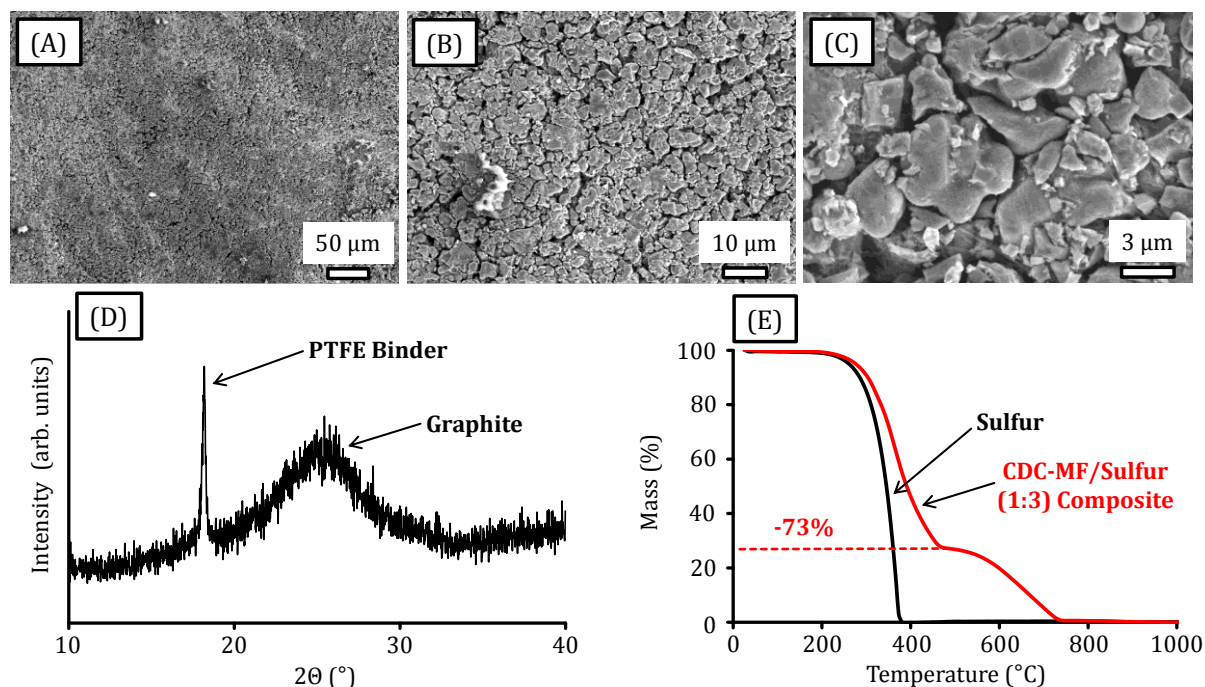 (A)
50 μm
(B)
10 μm
(C)
3 μm
(D)
PTFE Binder
Graphite
Intensity (arb. units)
10
20
30
40
2Θ (°)
(E)
100
80
60
40
20
0
Mass (%)
Sulfur
CDC-MF/Sulfur
(1:3) Composite
-73%
0
200
400
600
800
1000
Temperature (°C)